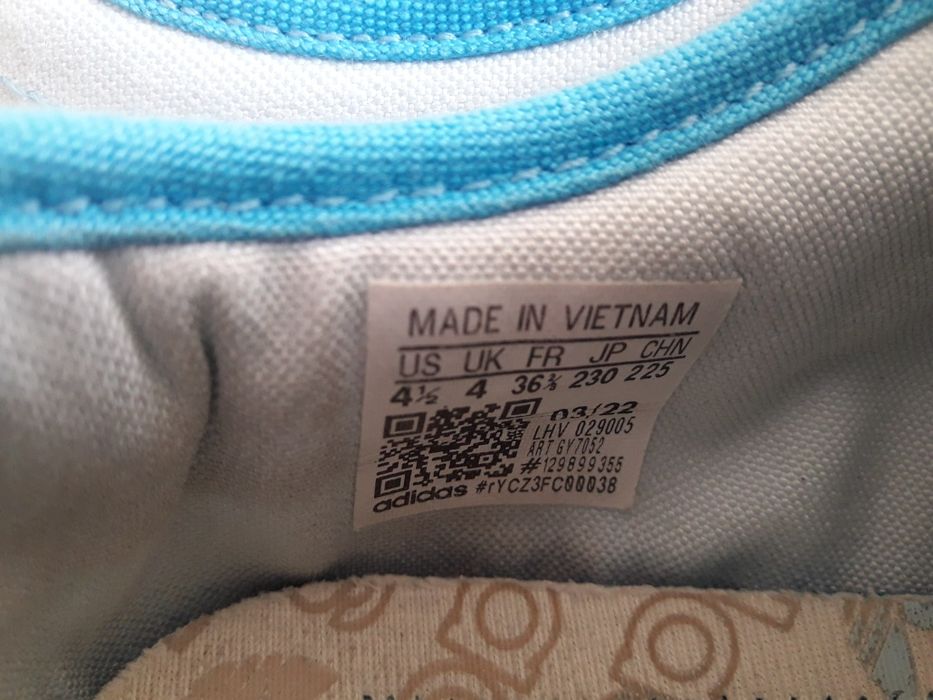 MADE IN VIETNAM
US UK FR JP CHN
4½ 4 36⅔ 230 225
03/22
LHV 029005
ART GY7052
#129899355
adidas #rYCZ3FC00038